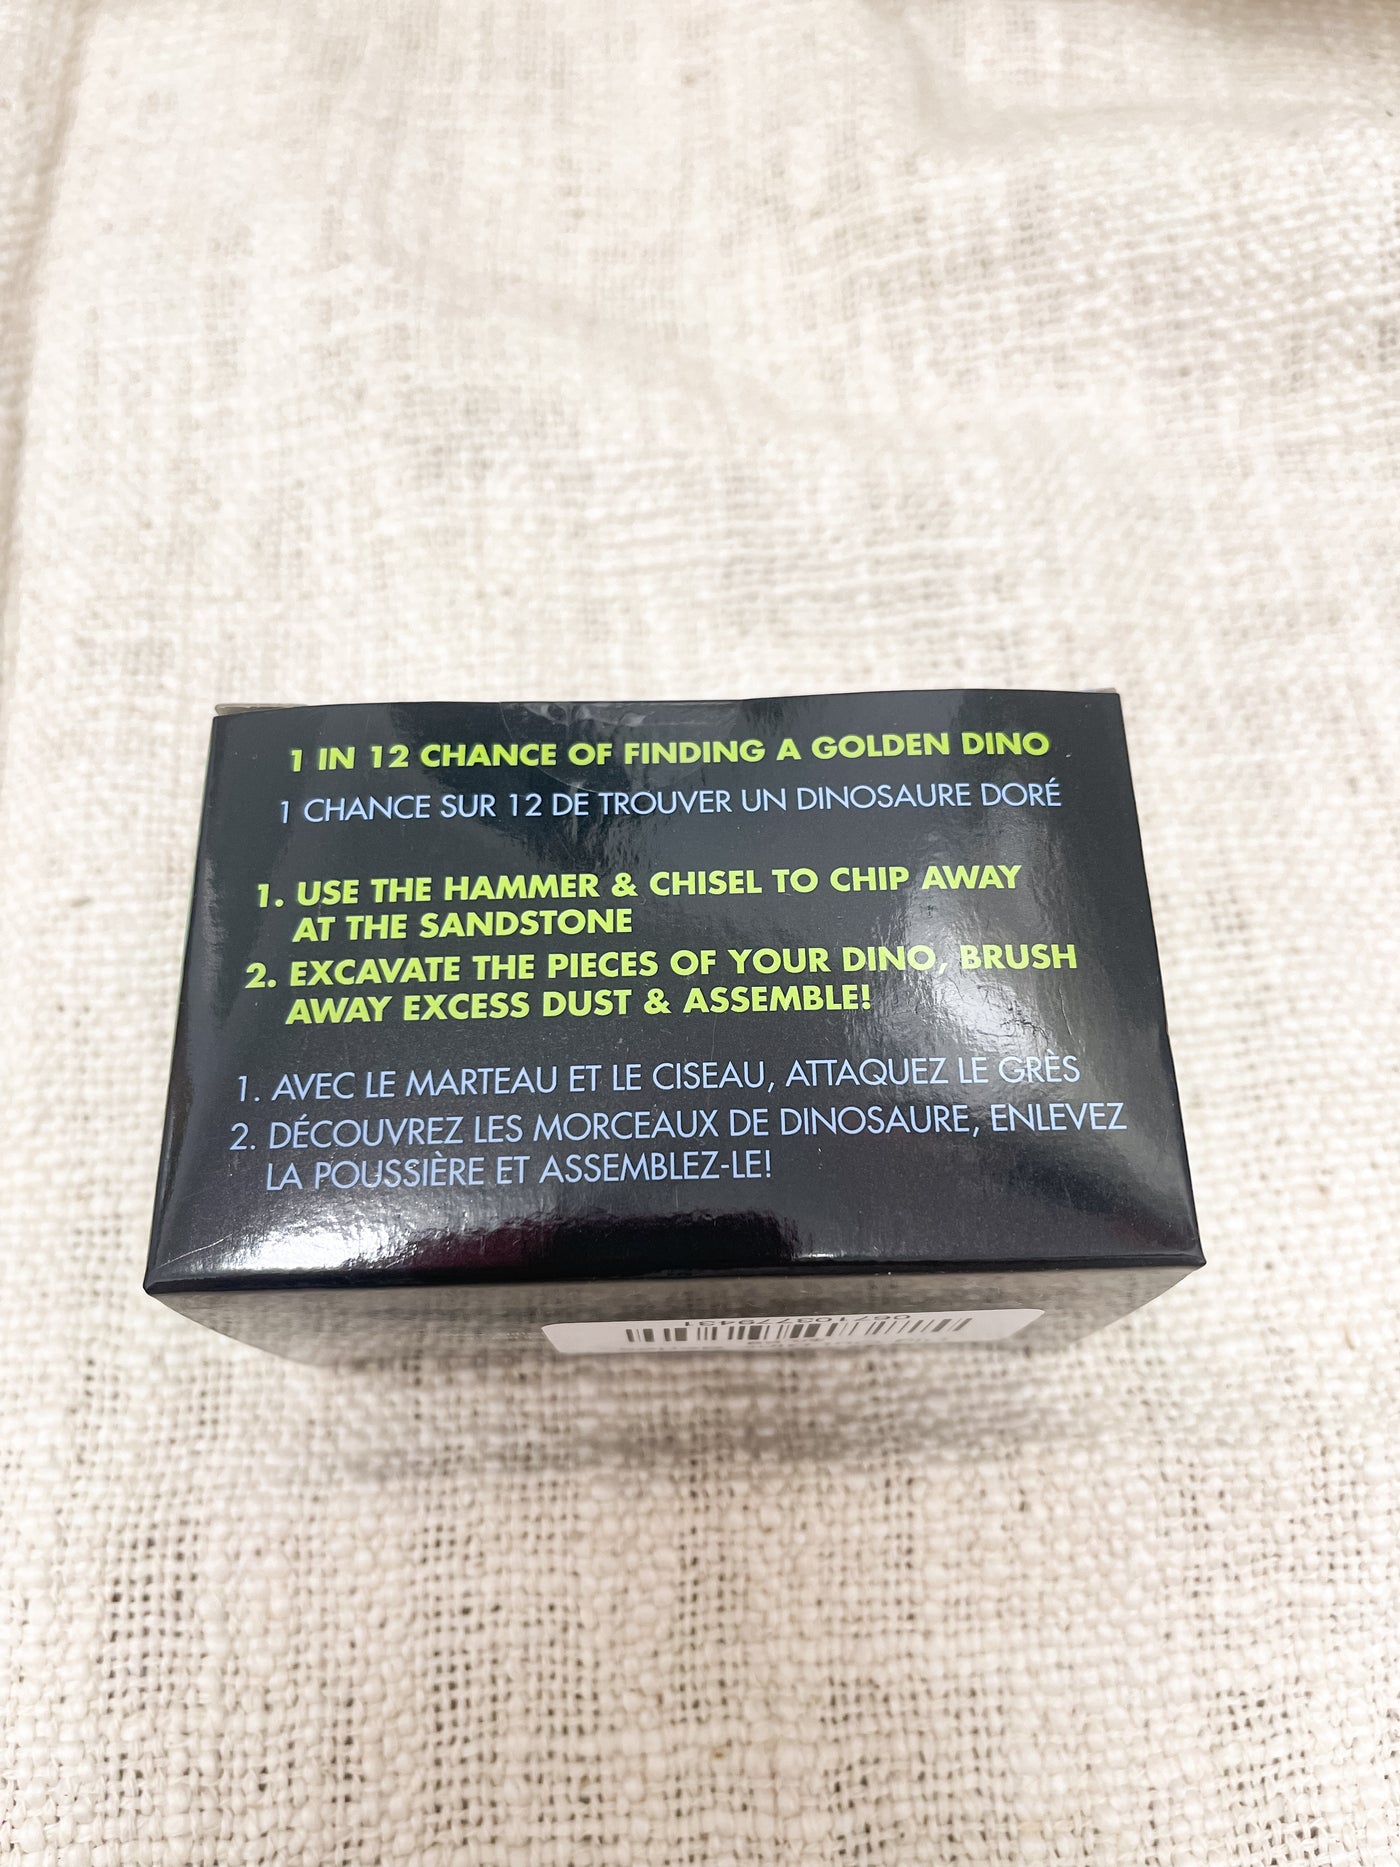 1 IN 12 CHANCE OF FINDING A GOLDEN DINO
1 CHANCE SUR 12 DE TROUVER UN DINOSAURE DORÉ
1. USE THE HAMMER & CHISEL TO CHIP AWAY
AT THE SANDSTONE
2. EXCAVATE THE PIECES OF YOUR DINO, BRUSH
AWAY EXCESS DUST & ASSEMBLE!
1. AVEC LE MARTEAU ET LE CISEAU, ATTAQUEZ LE GRÈS
2. DÉCOUVREZ LES MORCEAUX DE DINOSAURE, ENLEVEZ
LA POUSSIÈRE ET ASSEMBLEZ-LE!